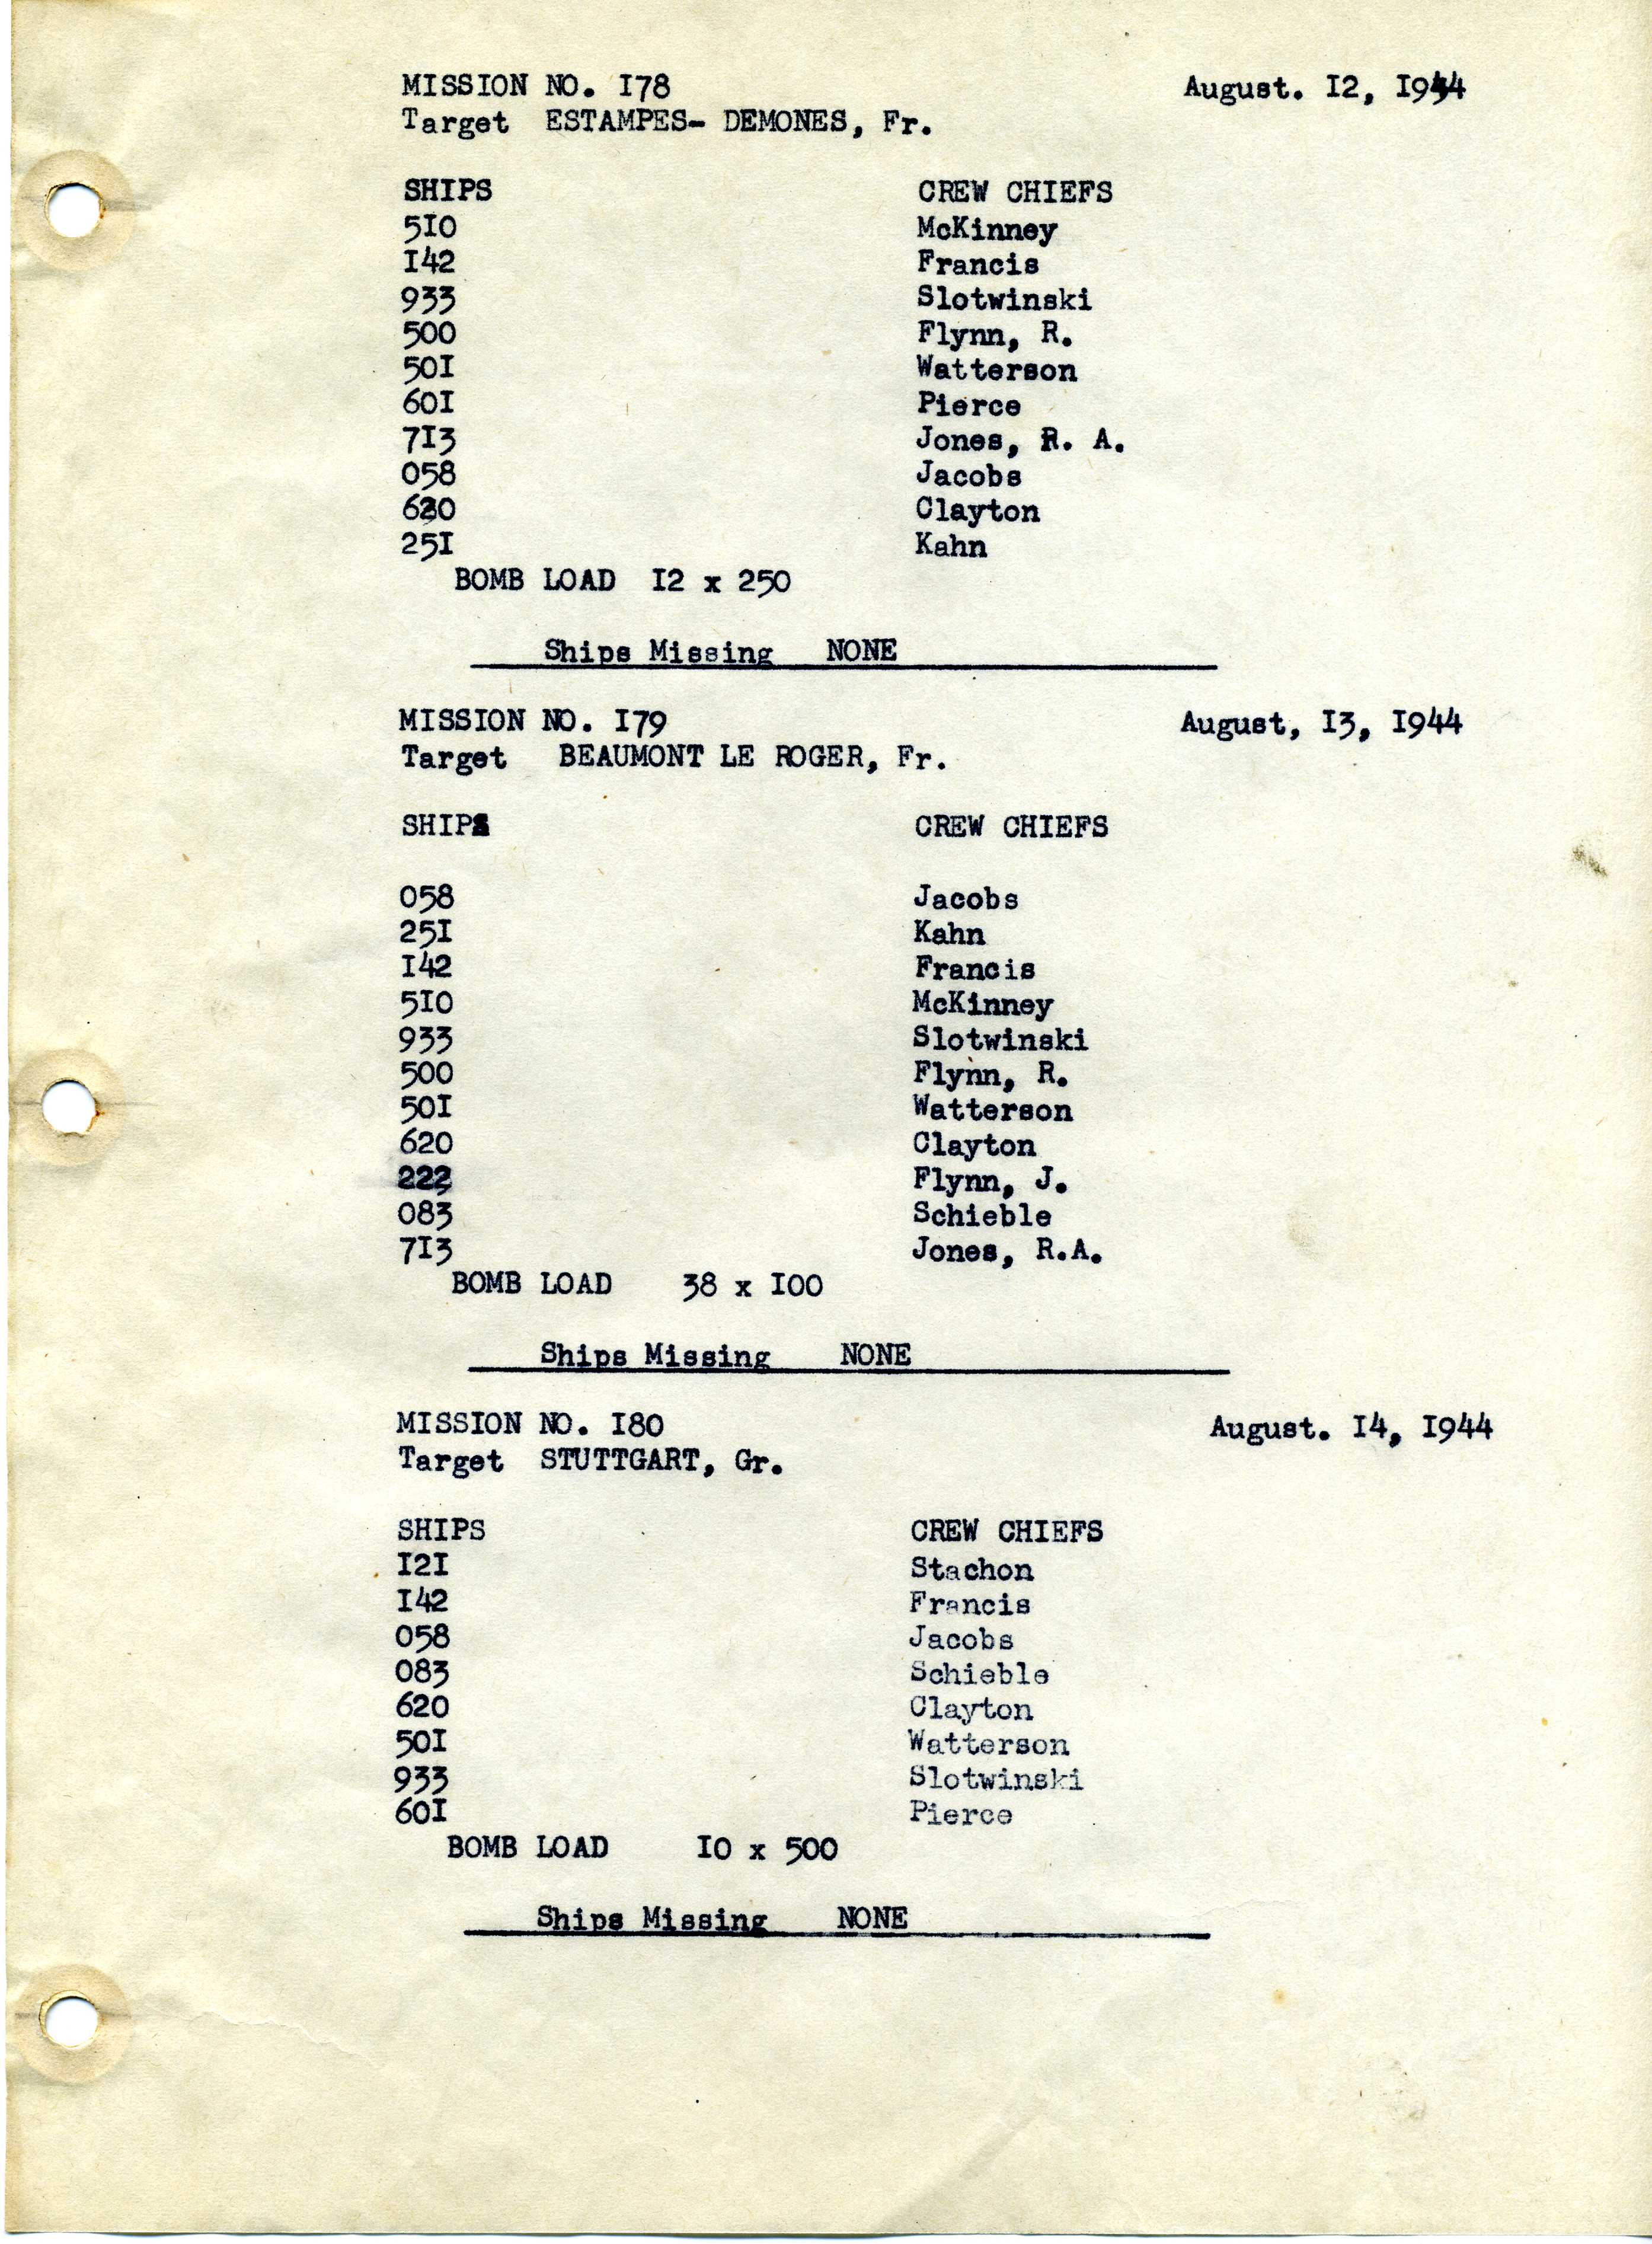 MISSION NO. I78 August. I2, I944
Target ESTAMPES- DEMONES, Fr.
SHIPS CREW CHIEFS
5I0 McKinney
I42 Francis
933 Slotwinski
500 Flynn, R.
50I Watterson
60I Pierce
7I3 Jones, R. A.
058 Jacobs
620 Clayton
25I Kahn
BOMB LOAD I2 x 250
Ships Missing NONE
MISSION NO. I79 August, I3, I944
Target BEAUMONT LE ROGER, Fr.
SHIPS CREW CHIEFS
058 Jacobs
25I Kahn
I42 Francis
5I0 McKinney
933 Slotwinski
500 Flynn, R.
50I Watterson
620 Clayton
222 Flynn, J.
083 Schieble
7I3 Jones, R.A.
BOMB LOAD 38 x I00
Ships Missing NONE
MISSION NO. I80 August. I4, I944
Target STUTTGART, Gr.
SHIPS CREW CHIEFS
I2I Stachon
I42 Francis
058 Jacobs
083 Schieble
620 Clayton
50I Watterson
933 Slotwinski
60I Pierce
BOMB LOAD I0 x 500
Ships Missing NONE